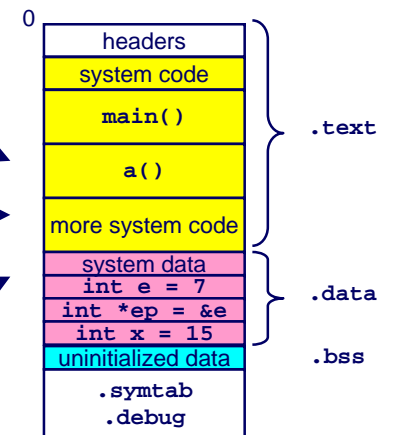 0
headers
system code
main()
.text
a()
more system code
system data
int e = 7
int *ep = &e
.data
int x = 15
uninitialized data
.bss
.symtab
.debug